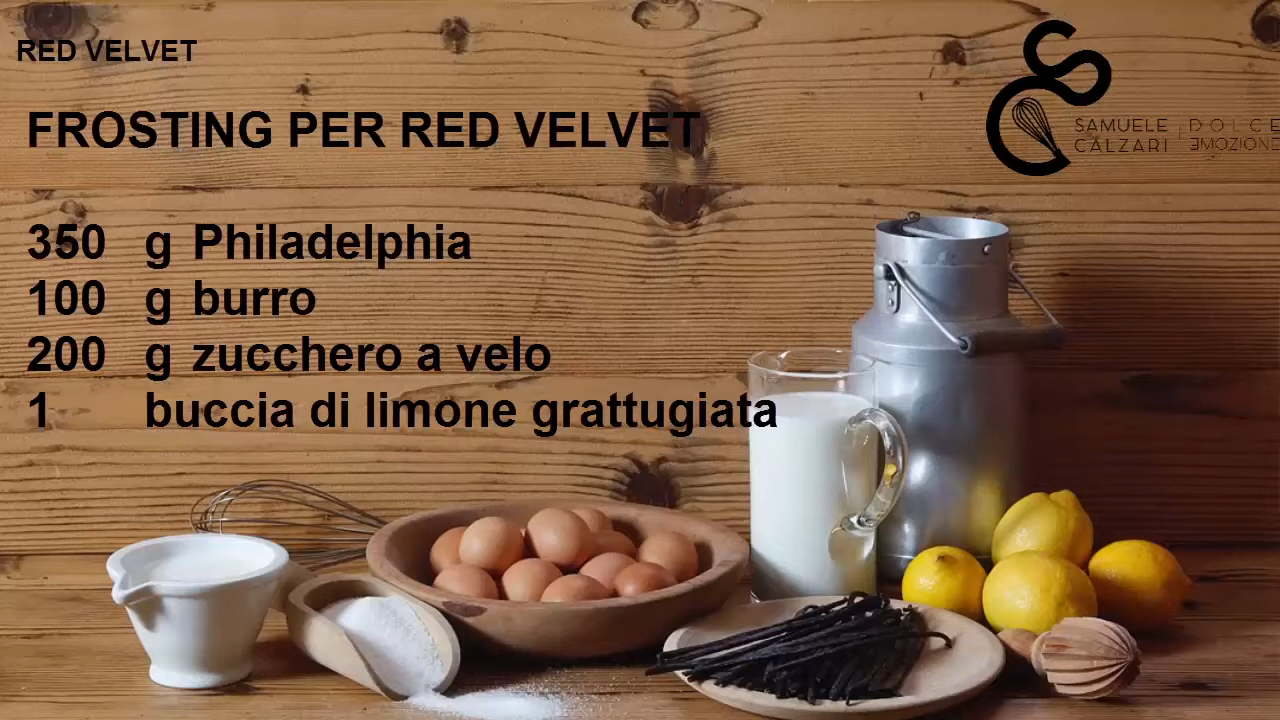 RED VELVET
FROSTING PER RED VELVET
350 g Philadelphia
100 g burro
200 g zucchero a velo
1 buccia di limone grattugiata
SAMUELE CALZARI
DOLCE EMOZIONE